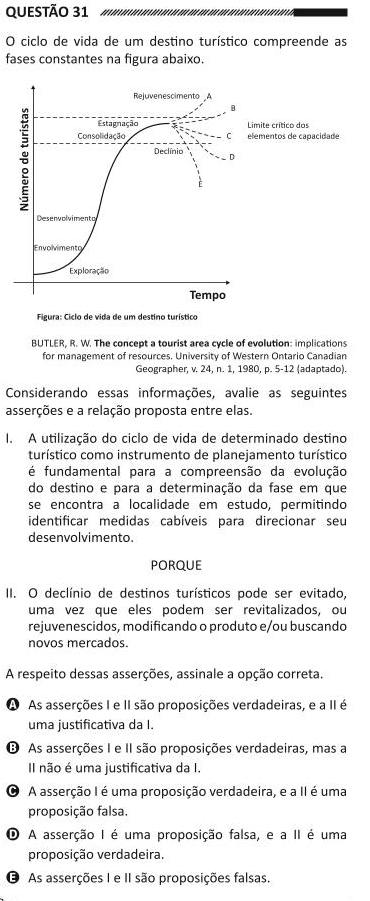 QUESTÃO 31
O ciclo de vida de um destino turístico compreende as
fases constantes na figura abaixo.
Rejuvenescimento A
B
Estagnação
Limite crítico dos
Consolidação
C
elementos de capacidade
Declínio
D
E
Número de turistas
Desenvolvimento
Envolvimento
Exploração
Tempo
Figura: Ciclo de vida de um destino turístico
BUTLER, R. W. The concept a tourist area cycle of evolution: implications
for management of resources. University of Western Ontario Canadian
Geographer, v. 24, n. 1, 1980, p. 5-12 (adaptado).
Considerando essas informações, avalie as seguintes
asserções e a relação proposta entre elas.
I. A utilização do ciclo de vida de determinado destino
turístico como instrumento de planejamento turístico
é fundamental para a compreensão da evolução
do destino e para a determinação da fase em que
se encontra a localidade em estudo, permitindo
identificar medidas cabíveis para direcionar seu
desenvolvimento.
PORQUE
II. O declínio de destinos turísticos pode ser evitado,
uma vez que eles podem ser revitalizados, ou
rejuvenescidos, modificando o produto e/ou buscando
novos mercados.
A respeito dessas asserções, assinale a opção correta.
A As asserções I e II são proposições verdadeiras, e a II é
uma justificativa da I.
B As asserções I e II são proposições verdadeiras, mas a
II não é uma justificativa da I.
C A asserção I é uma proposição verdadeira, e a II é uma
proposição falsa.
D A asserção I é uma proposição falsa, e a II é uma
proposição verdadeira.
E As asserções I e II são proposições falsas.